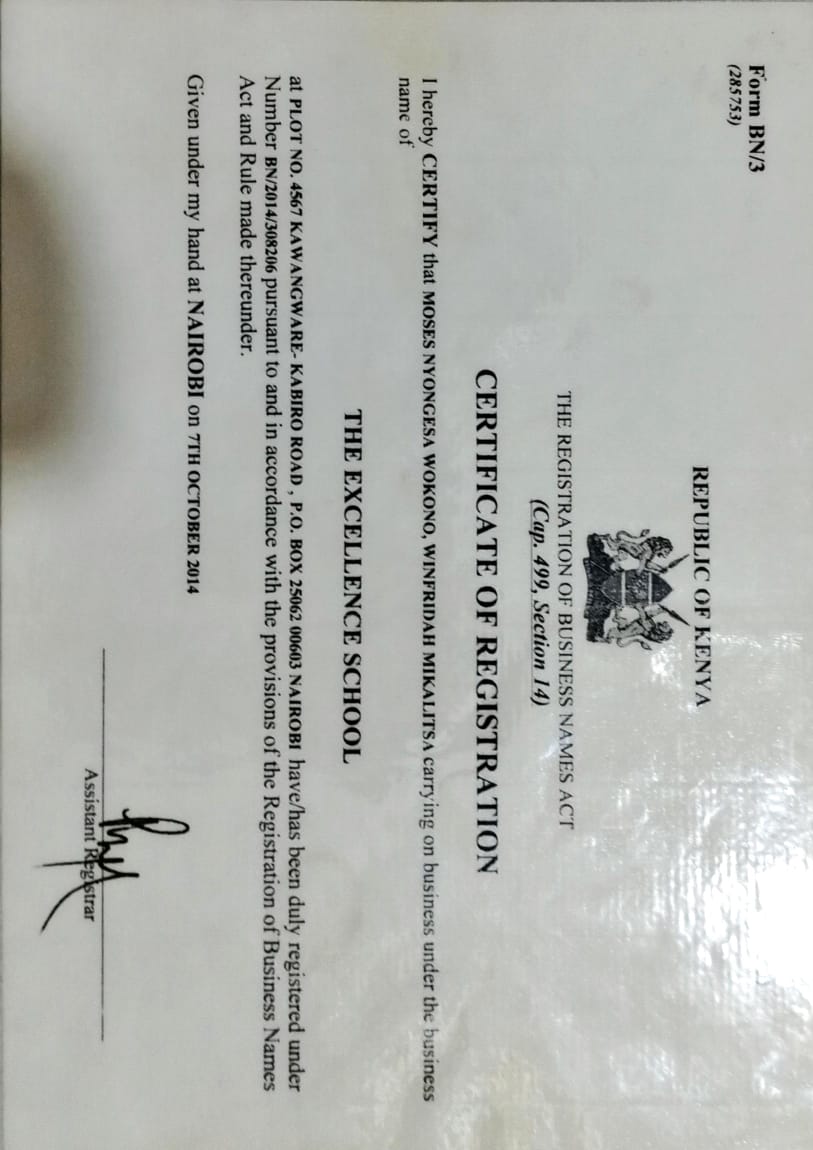 Form BN/3
(285753)
REPUBLIC OF KENYA
THE REGISTRATION OF BUSINESS NAMES ACT
(Cap. 499, Section 14)
CERTIFICATE OF REGISTRATION
I hereby CERTIFY that MOSES NYONGESA WOKONO, WINFRIDAH MIKALITSA carrying on business under the business
name of
THE EXCELLENCE SCHOOL
at PLOT NO. 4567 KAWANGWARE- KABIRO ROAD , P.O. BOX 25062 00603 NAIROBI have/has been duly registered under
Number BN/2014/308206 pursuant to and in accordance with the provisions of the Registration of Business Names
Act and Rule made thereunder.
Given under my hand at NAIROBI on 7TH OCTOBER 2014
Assistant Registrar